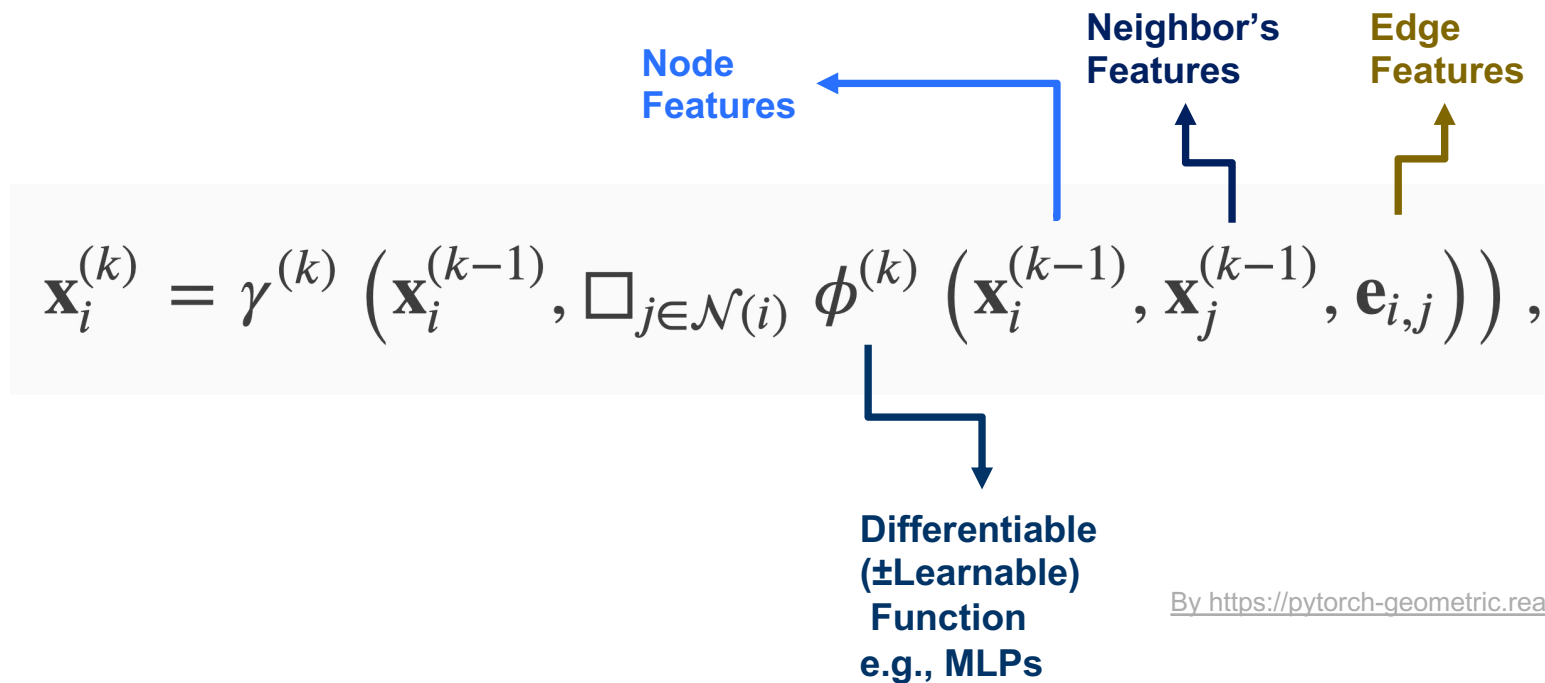 Neighbor's
Features
Edge
Features
Node
Features
𝐱_i^{(k)} = γ^{(k)} ( 𝐱_i^{(k−1)}, □_{j∈𝒩(i)} ϕ^{(k)} ( 𝐱_i^{(k−1)}, 𝐱_j^{(k−1)}, 𝐞_{i,j} ) ) ,
Differentiable
(±Learnable)
Function
e.g., MLPs
By https://pytorch-geometric.rea